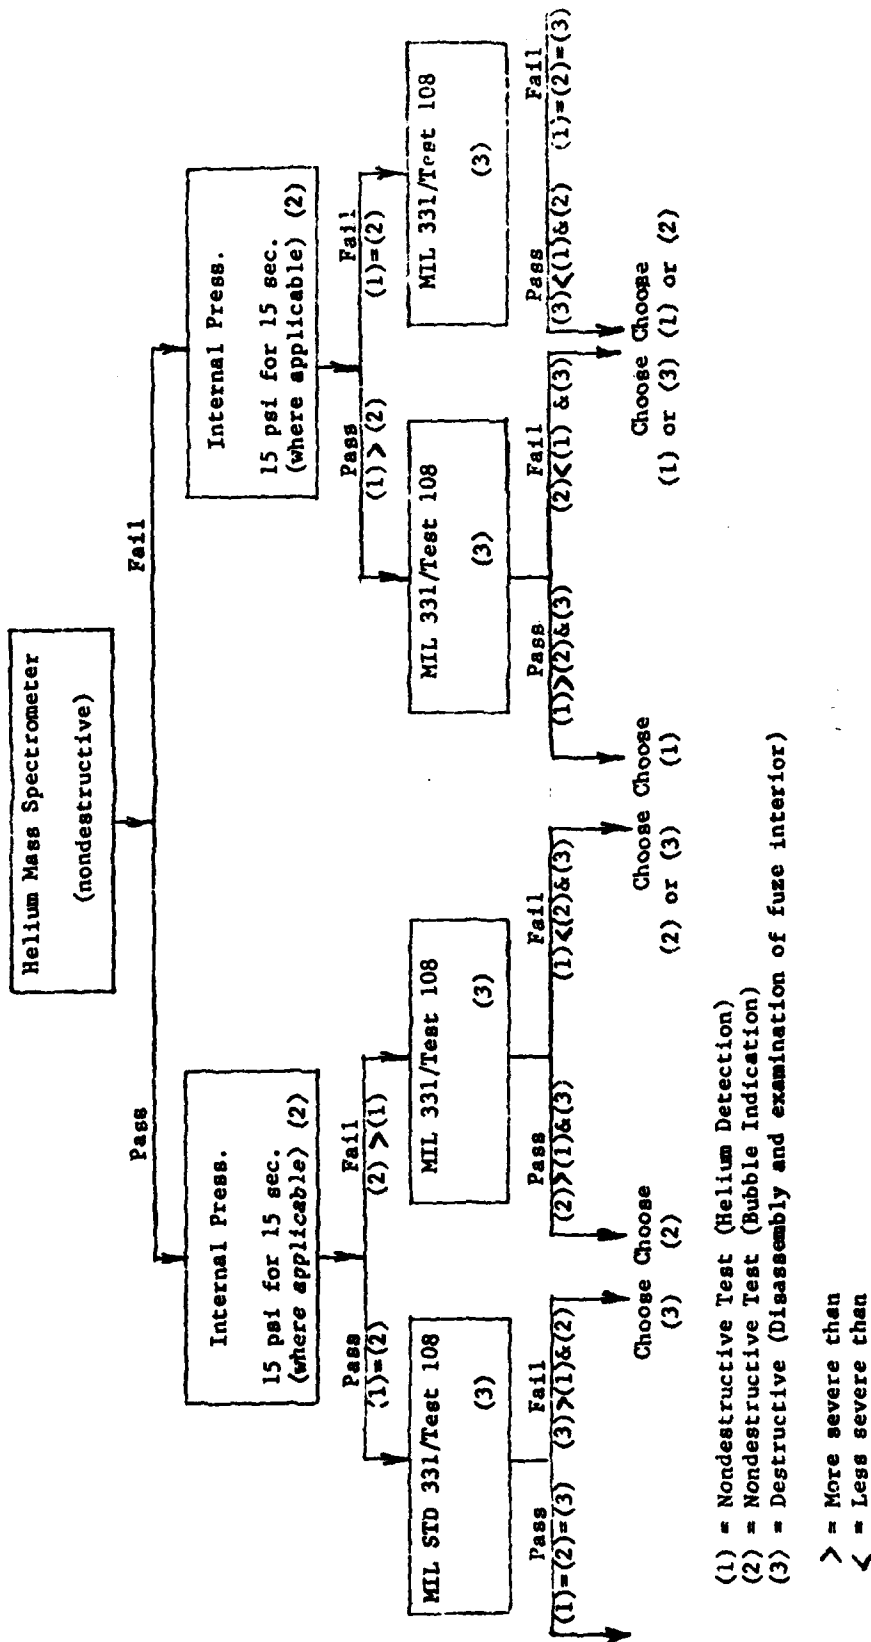 Helium Mass Spectrometer
(nondestructive)
Pass
Fail
Internal Press.
15 psi for 15 sec.
(where applicable) (2)
Internal Press.
15 psi for 15 sec.
(where applicable) (2)
Pass
(1)=(2)
Fail
(2) >(1)
Pass
(1) > (2)
Fail
(1)=(2)
MIL STD 331/Test 108
(3)
MIL 331/Test 108
(3)
MIL 331/Test 108
(3)
MIL 331/Test 108
(3)
Pass
(1)=(2)=(3)
Fail
(3)>(1)&(2)
Pass
(2)>(1)&(3)
Fail
(1)<(2)&(3)
Pass
(1)>(2)&(3)
Fail
(2)<(1) &(3)
Pass
(3)<(1)&(2)
Fail
(1)=(2)=(3)
Choose Choose
(3) (2)
Choose Choose
(2) or (3) (1)
Choose Choose
(1) or (3) (1) or (2)
(1) = Nondestructive Test (Helium Detection)
(2) = Nondestructive Test (Bubble Indication)
(3) = Destructive (Disassembly and examination of fuze interior)
> = More severe than
< = Less severe than